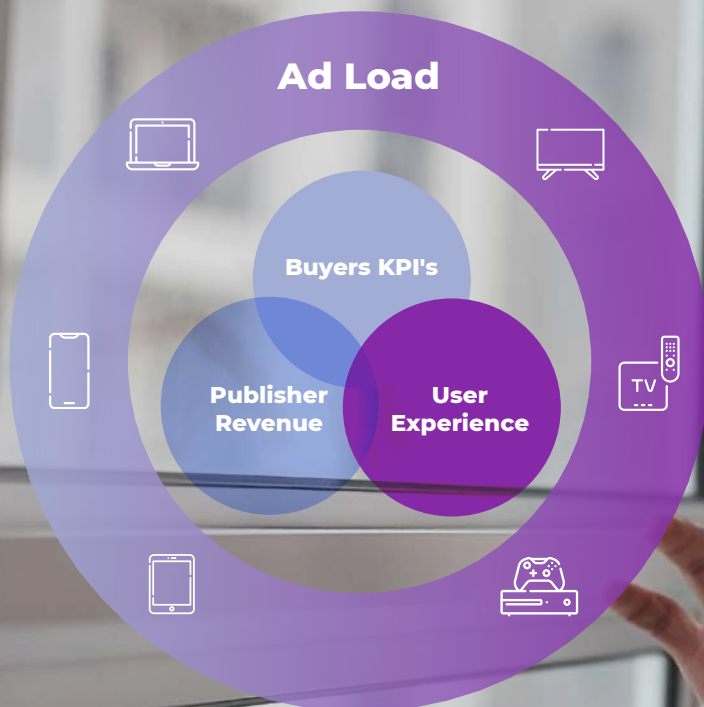 Ad Load
Buyers KPI's
Publisher
Revenue
User
Experience
TV